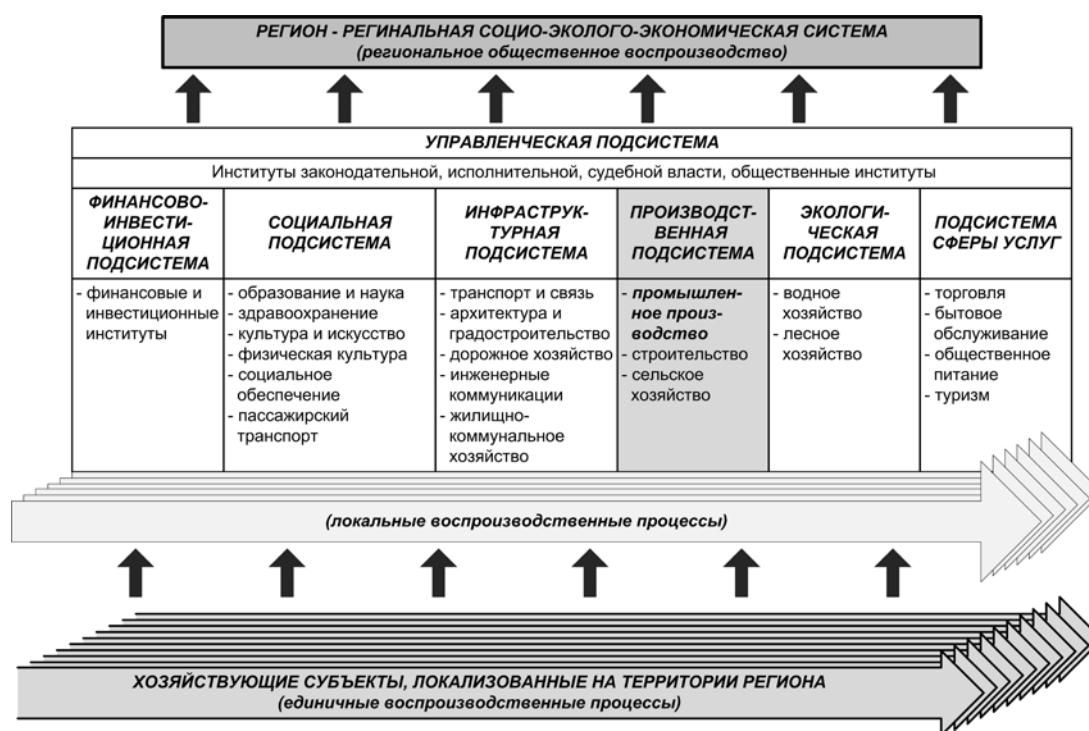 РЕГИОН - РЕГИНАЛЬНАЯ СОЦИО-ЭКОЛОГО-ЭКОНОМИЧЕСКАЯ СИСТЕМА
(региональное общественное воспроизводство)
УПРАВЛЕНЧЕСКАЯ ПОДСИСТЕМА
Институты законодательной, исполнительной, судебной власти, общественные институты
ФИНАНСОВО-
ИНВЕСТИ-
ЦИОННАЯ
ПОДСИСТЕМА
- финансовые и
инвестиционные
институты
СОЦИАЛЬНАЯ
ПОДСИСТЕМА
- образование и наука
- здравоохранение
- культура и искусство
- физическая культура
- социальное
обеспечение
- пассажирский
транспорт
ИНФРАСТРУК-
ТУРНАЯ
ПОДСИСТЕМА
- транспорт и связь
- архитектура и
градостроительство
- дорожное хозяйство
- инженерные
коммуникации
- жилищно-
коммунальное
хозяйство
ПРОИЗВОДСТ-
ВЕННАЯ
ПОДСИСТЕМА
- промышлен-
ное произ-
водство
- строительство
- сельское
хозяйство
ЭКОЛОГИ-
ЧЕСКАЯ
ПОДСИСТЕМА
- водное
хозяйство
- лесное
хозяйство
ПОДСИСТЕМА
СФЕРЫ УСЛУГ
- торговля
- бытовое
обслуживание
- общественное
питание
- туризм
(локальные воспроизводственные процессы)
ХОЗЯЙСТВУЮЩИЕ СУБЪЕКТЫ, ЛОКАЛИЗОВАННЫЕ НА ТЕРРИТОРИИ РЕГИОНА
(единичные воспроизводственные процессы)